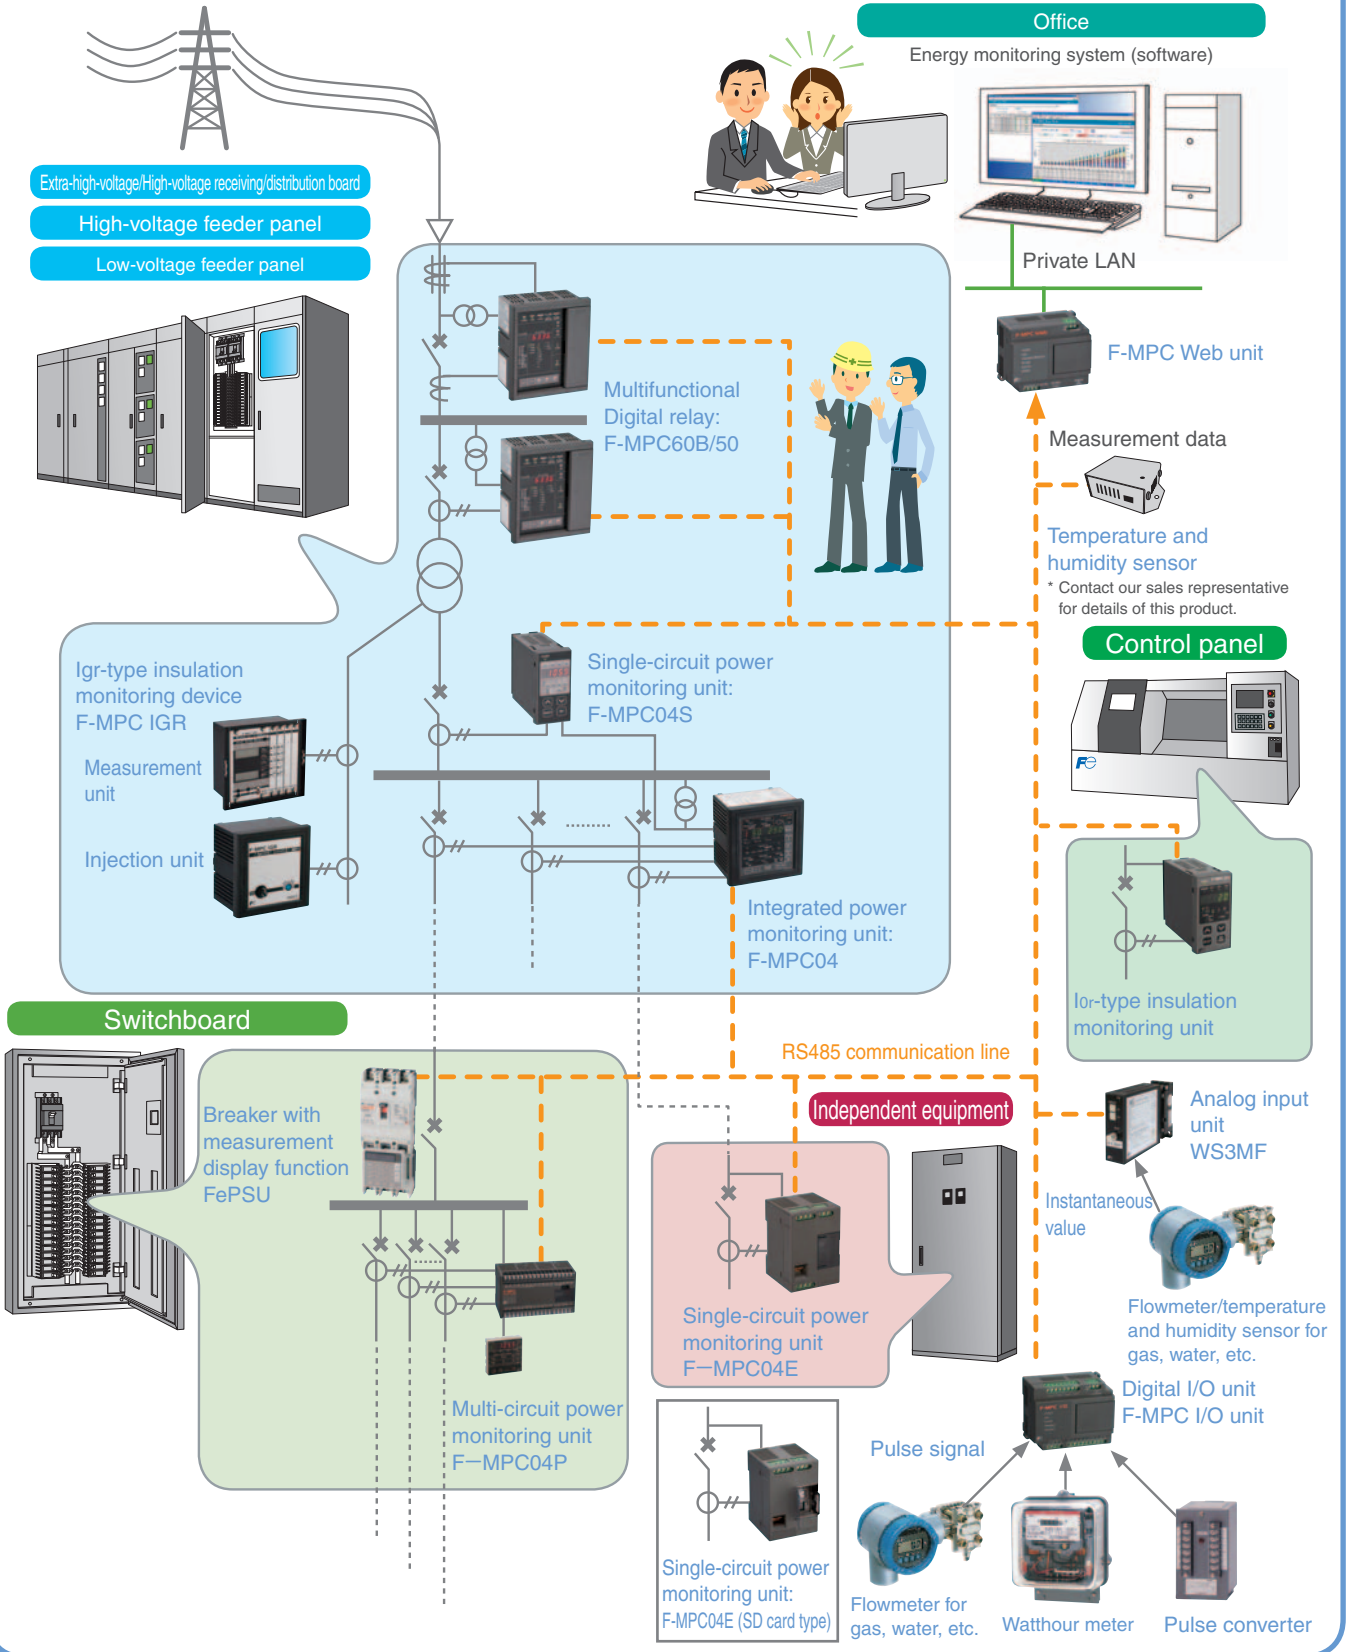 Office
Energy monitoring system (software)
Extra-high-voltage/High-voltage receiving/distribution board
High-voltage feeder panel
Low-voltage feeder panel
Private LAN
F-MPC Web unit
Multifunctional
Digital relay:
F-MPC60B/50
Measurement data
Temperature and
humidity sensor
* Contact our sales representative
for details of this product.
Control panel
Igr-type insulation
monitoring device
F-MPC IGR
Measurement
unit
Injection unit
Single-circuit power
monitoring unit:
F-MPC04S
Fe
Integrated power
monitoring unit:
F-MPC04
I0r-type insulation
monitoring unit
Switchboard
RS485 communication line
Breaker with
measurement
display function
FePSU
Independent equipment
Analog input
unit
WS3MF
Instantaneous
value
Flowmeter/temperature
and humidity sensor for
gas, water, etc.
Single-circuit power
monitoring unit
F—MPC04E
Multi-circuit power
monitoring unit
F—MPC04P
Digital I/O unit
F-MPC I/O unit
Pulse signal
Single-circuit power
monitoring unit:
F-MPC04E (SD card type)
Flowmeter for
gas, water, etc.
Watthour meter
Pulse converter